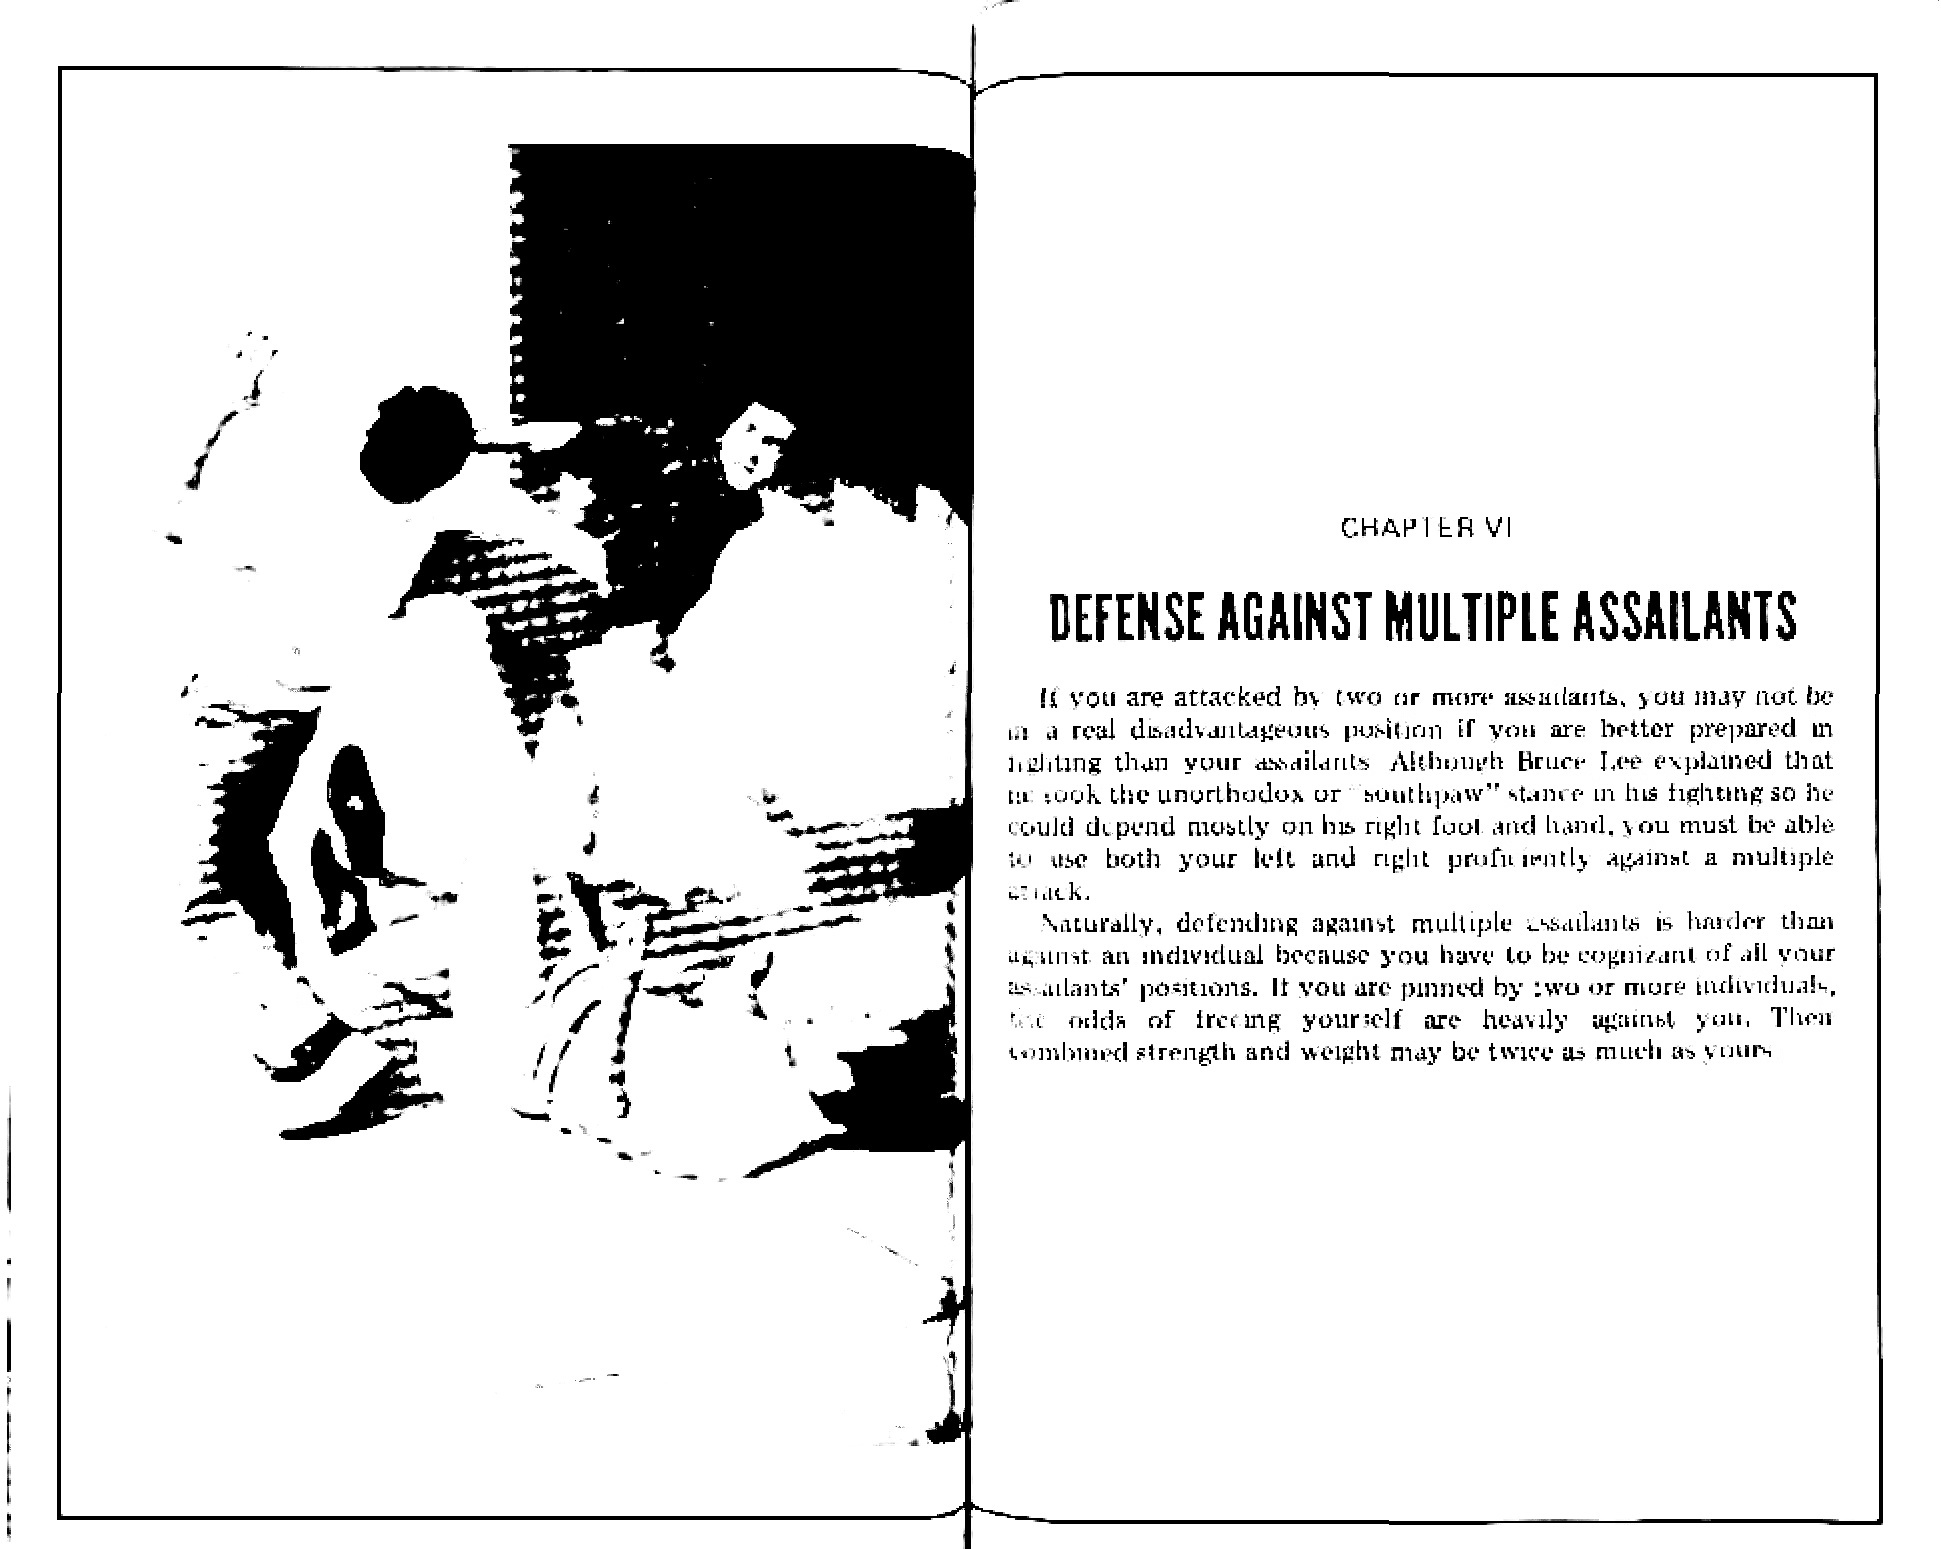 CHAPTER VI
DEFENSE AGAINST MULTIPLE ASSAILANTS
If you are attacked by two or more assailants, you may not be
in a real disadvantageous position if you are better prepared in
fighting than your assailants. Although Bruce Lee explained that
he took the unorthodox or "southpaw" stance in his fighting so he
could depend mostly on his right foot and hand, you must be able
to use both your left and right proficiently against a multiple
attack.
Naturally, defending against multiple assailants is harder than
against an individual because you have to be cognizant of all your
assailants' positions. If you are pinned by two or more individuals,
the odds of freeing yourself are heavily against you. Their
combined strength and weight may be twice as much as yours.